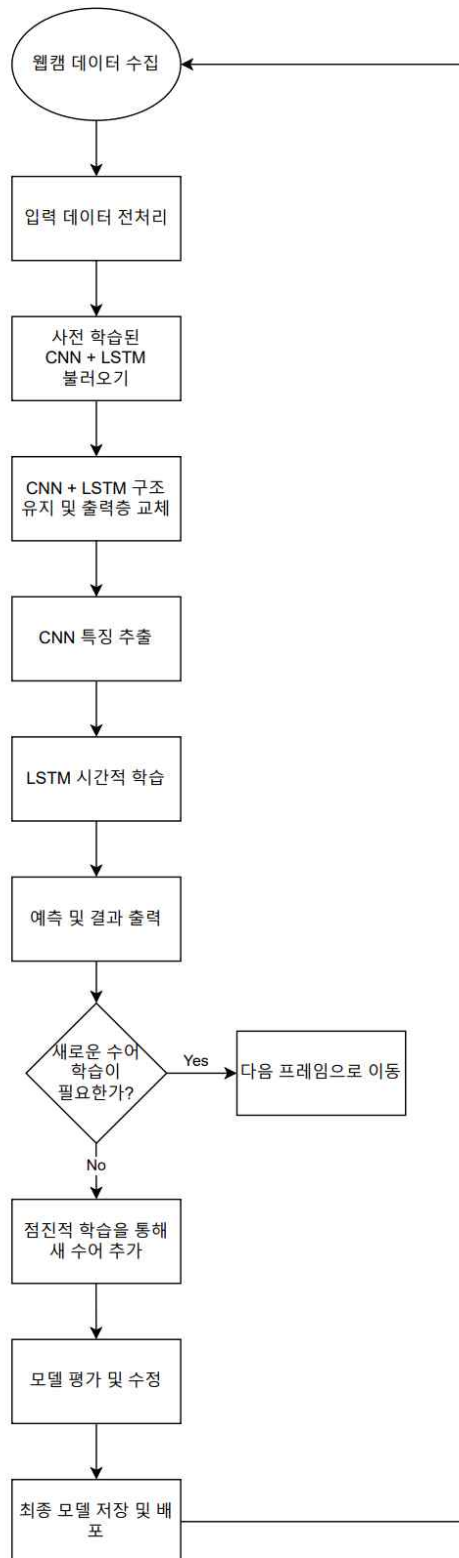 웹캠 데이터 수집
입력 데이터 전처리
사전 학습된
CNN + LSTM
불러오기
CNN + LSTM 구조
유지 및 출력층 교체
CNN 특징 추출
LSTM 시간적 학습
예측 및 결과 출력
새로운 수어
학습이
필요한가?
Yes
다음 프레임으로 이동
No
점진적 학습을 통해
새 수어 추가
모델 평가 및 수정
최종 모델 저장 및 배
포